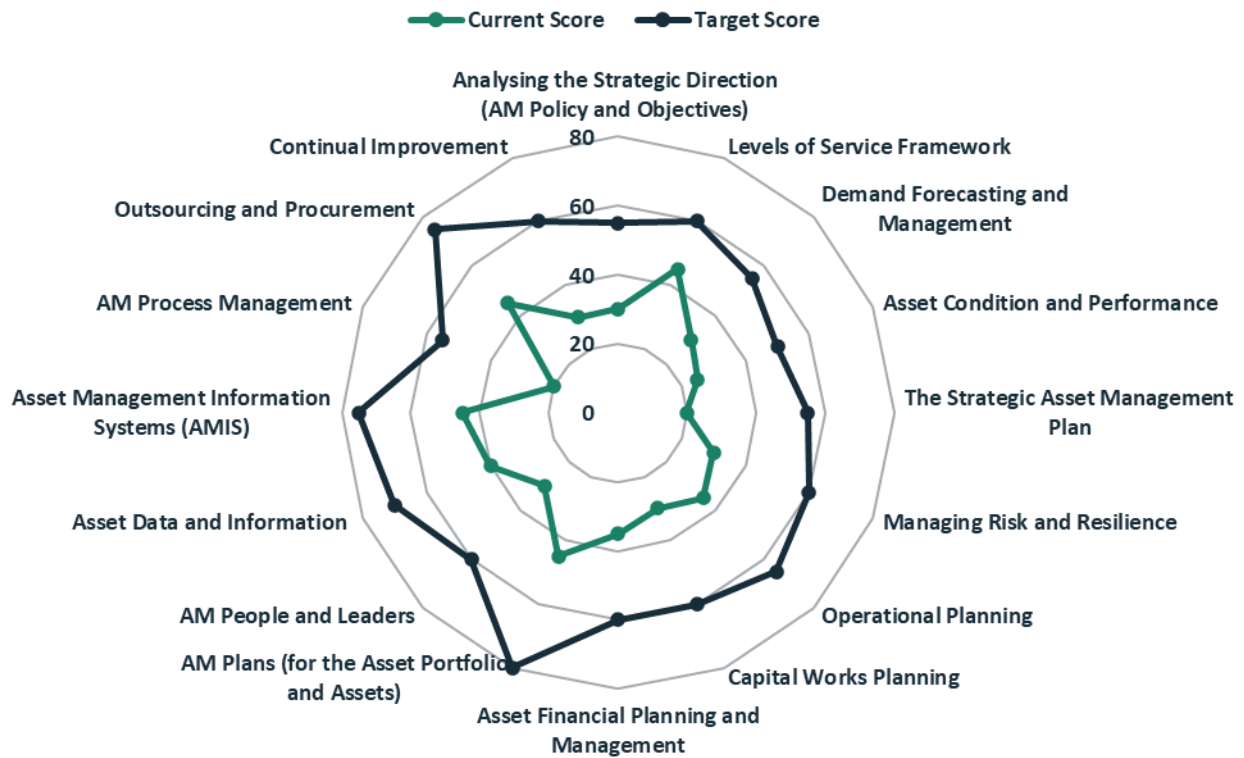 Current Score
Target Score
Analysing the Strategic Direction
(AM Policy and Objectives)
80
Continual Improvement
Levels of Service Framework
Demand Forecasting and
Management
Outsourcing and Procurement
60
40
AM Process Management
Asset Condition and Performance
20
Asset Management Information
Systems (AMIS)
0
The Strategic Asset Management
Plan
Asset Data and Information
Managing Risk and Resilience
AM People and Leaders
Operational Planning
AM Plans (for the Asset Portfolio
and Assets)
Capital Works Planning
Asset Financial Planning and
Management